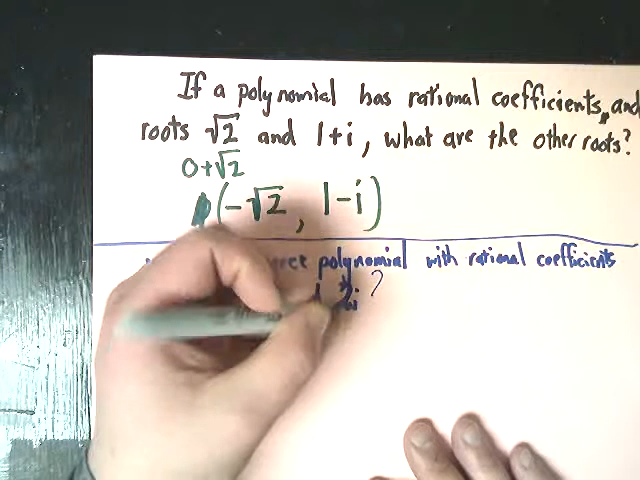 If a polynomial has rational coefficients, and
roots √2 and 1+i, what are the other roots?
0+√2
(-√2, 1-i)
polynomial with rational coefficients
?